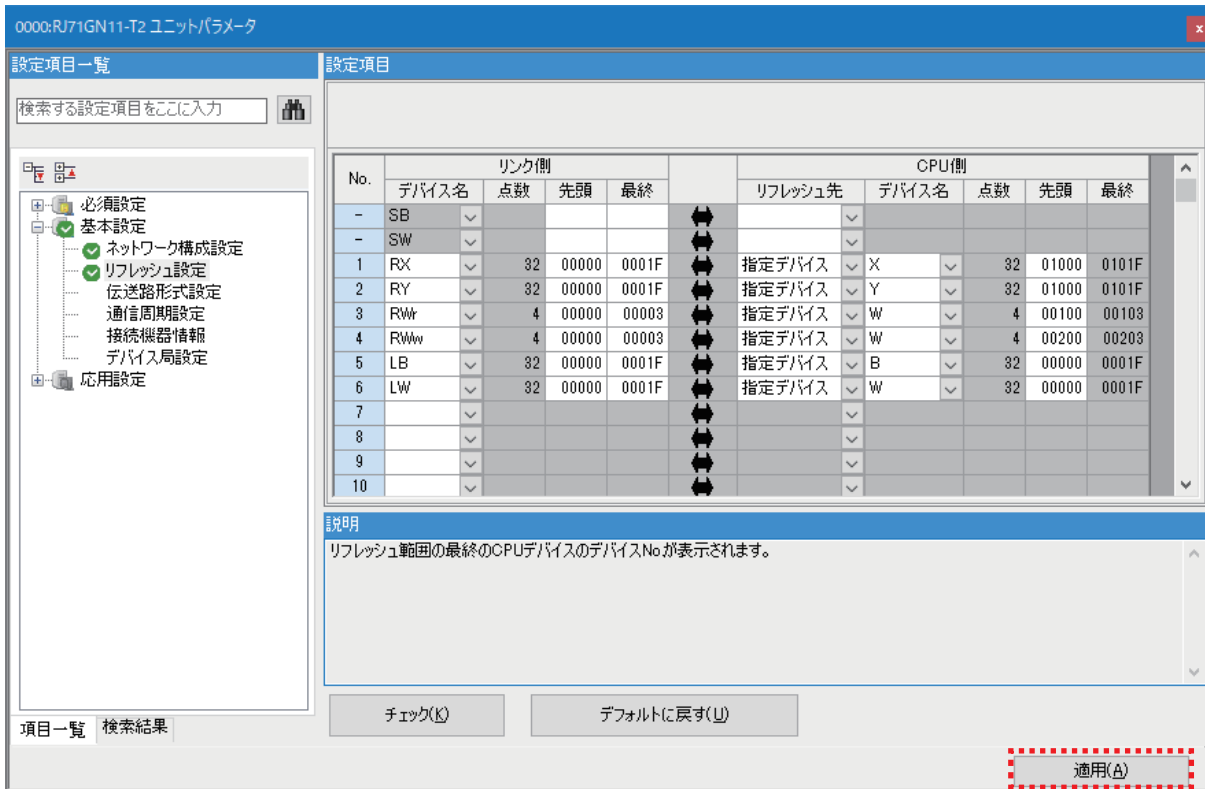 0000:RJ71GN11-T2 ユニットパラメータ
x
設定項目一覧
検索する設定項目をここに入力
必須設定
基本設定
ネットワーク構成設定
リフレッシュ設定
伝送路形式設定
通信周期設定
接続機器情報
デバイス局設定
応用設定
項目一覧 検索結果
設定項目
No. リンク側 CPU側
デバイス名 点数 先頭 最終 リフレッシュ先 デバイス名 点数 先頭 最終
- SB
- SW
1 RX 32 00000 0001F 指定デバイス X 32 01000 0101F
2 RY 32 00000 0001F 指定デバイス Y 32 01000 0101F
3 RWr 4 00000 00003 指定デバイス W 4 00100 00103
4 RWw 4 00000 00003 指定デバイス W 4 00200 00203
5 LB 32 00000 0001F 指定デバイス B 32 00000 0001F
6 LW 32 00000 0001F 指定デバイス W 32 00000 0001F
7
8
9
10
説明
リフレッシュ範囲の最終のCPUデバイスのデバイスNo.が表示されます。
チェック(K) デフォルトに戻す(U)
適用(A)